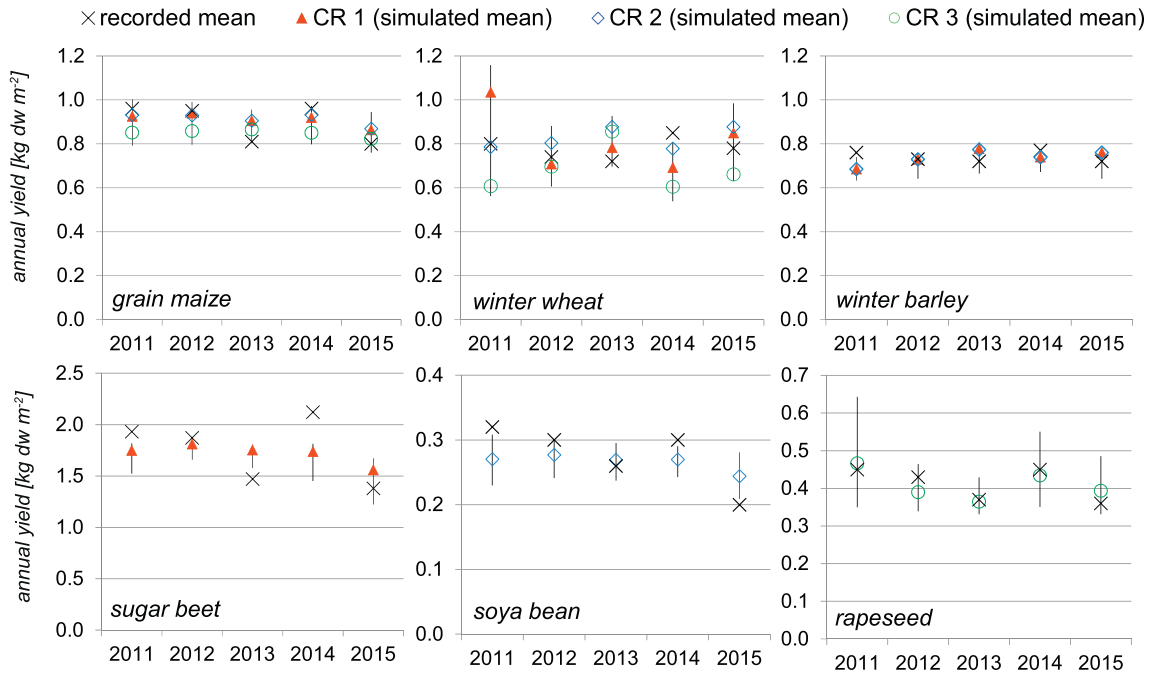 recorded mean CR 1 (simulated mean) CR 2 (simulated mean) CR 3 (simulated mean)
annual yield [kg dw m-2]
1.2 1.0 0.8 0.6 0.4 0.2 0.0
grain maize
2011 2012 2013 2014 2015
1.2 1.0 0.8 0.6 0.4 0.2 0.0
winter wheat
2011 2012 2013 2014 2015
1.2 1.0 0.8 0.6 0.4 0.2 0.0
winter barley
2011 2012 2013 2014 2015
annual yield [kg dw m-2]
2.5 2.0 1.5 1.0 0.5 0.0
sugar beet
2011 2012 2013 2014 2015
0.4 0.3 0.2 0.1 0.0
soya bean
2011 2012 2013 2014 2015
0.7 0.6 0.5 0.4 0.3 0.2 0.1 0.0
rapeseed
2011 2012 2013 2014 2015